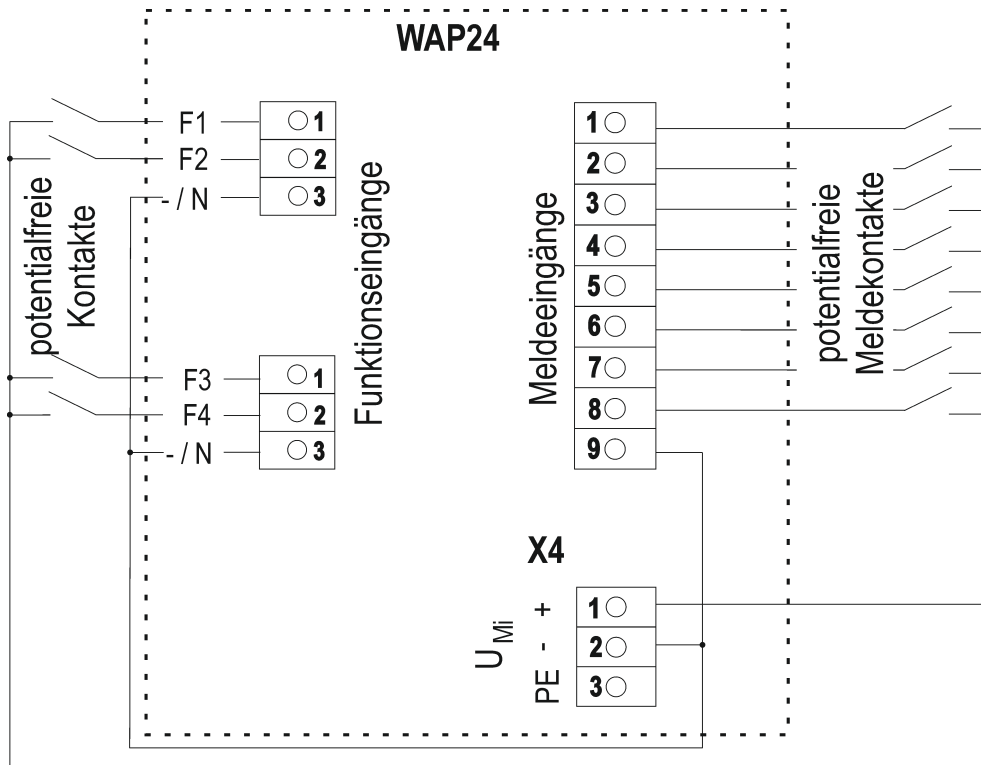 WAP24
F1
1
F2
2
- / N
3
potentialfreie
Kontakte
Funktionseingänge
F3
1
F4
2
- / N
3
Meldeeingänge
1
2
3
4
5
6
7
8
9
potentialfreie
Meldekontakte
X4
U Mi
+
1
-
2
PE
3